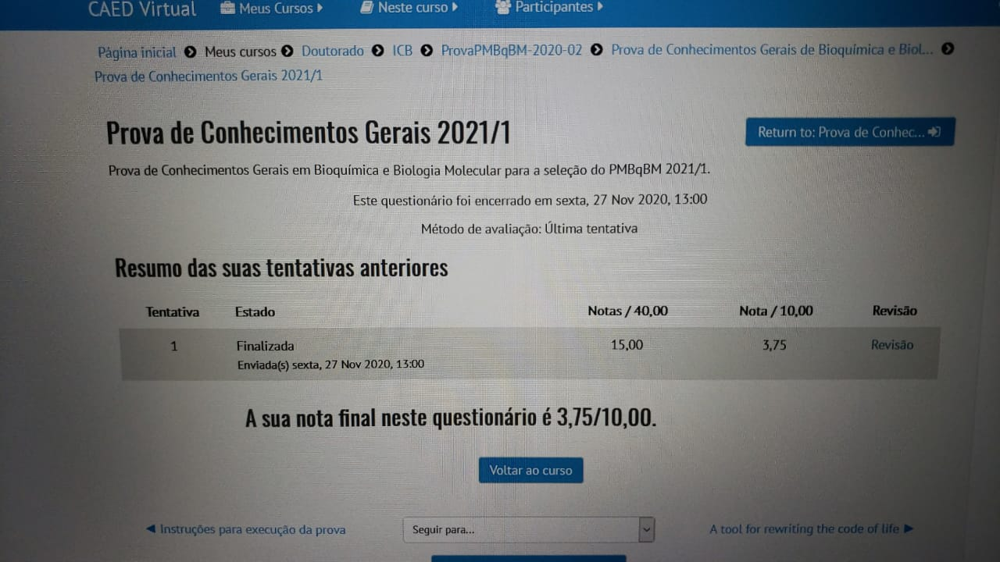 CAED Virtual Meus Cursos Neste curso Participantes
Página inicial Meus cursos Doutorado ICB ProvaPMBqBM-2020-02 Prova de Conhecimentos Gerais de Bioquímica e Biol...
Prova de Conhecimentos Gerais 2021/1
Prova de Conhecimentos Gerais 2021/1
Return to: Prova de Conhec...
Prova de Conhecimentos Gerais em Bioquímica e Biologia Molecular para a seleção do PMBqBM 2021/1.
Este questionário foi encerrado em sexta, 27 Nov 2020, 13:00
Método de avaliação: Última tentativa
Resumo das suas tentativas anteriores
Tentativa Estado Notas / 40,00 Nota / 10,00 Revisão
1 Finalizada 15,00 3,75 Revisão
Enviada(s) sexta, 27 Nov 2020, 13:00
A sua nota final neste questionário é 3,75/10,00.
Voltar ao curso
◄ Instruções para execução da prova Seguir para... A tool for rewriting the code of life ►